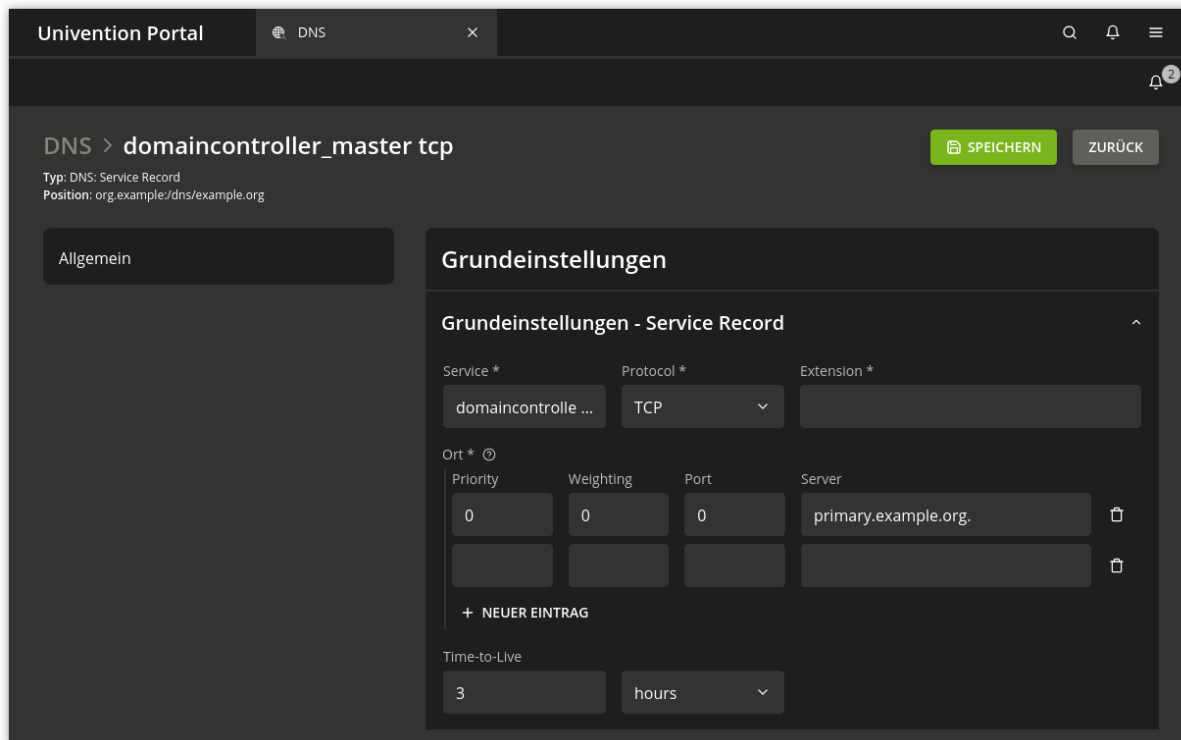 Univention Portal DNS
2
DNS > domaincontroller_master tcp SPEICHERN ZURÜCK
Typ: DNS: Service Record
Position: org.example:/dns/example.org
Allgemein
Grundeinstellungen
Grundeinstellungen - Service Record
Service * Protocol * Extension *
domaincontrolle ... TCP
Ort *
Priority Weighting Port Server
0 0 0 primary.example.org.
+ NEUER EINTRAG
Time-to-Live
3 hours